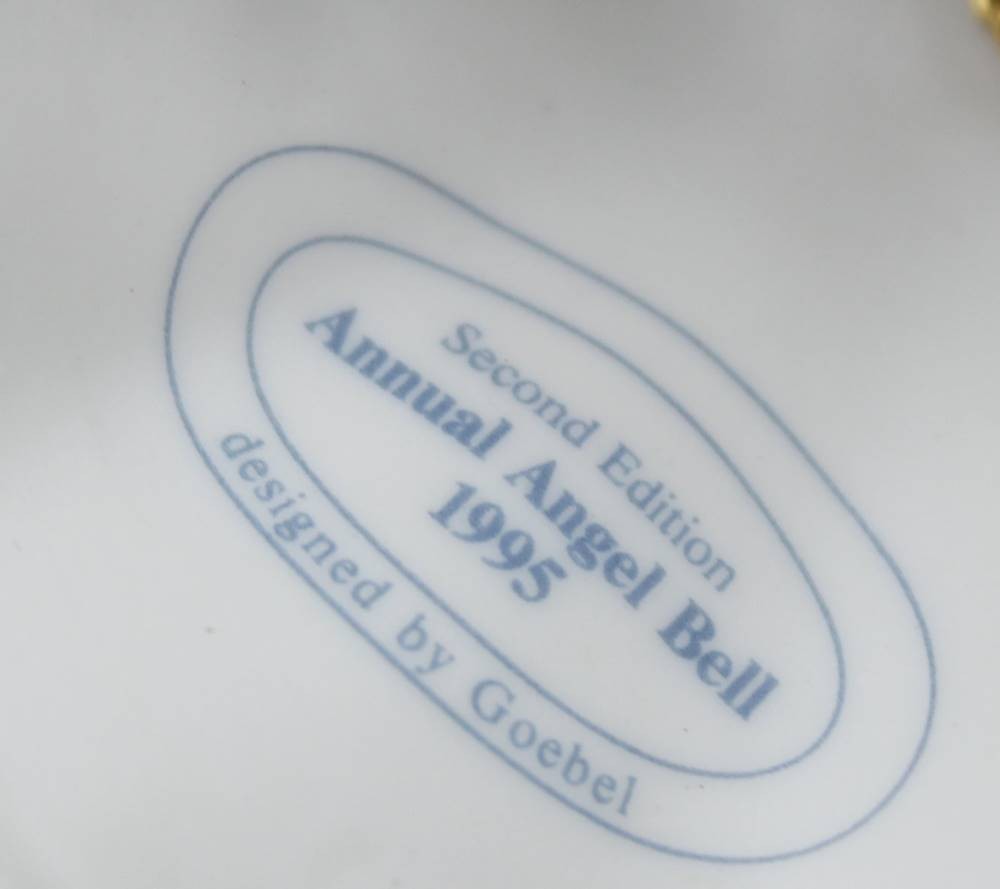 Second Edition
Annual Angel Bell
1995
designed by Goebel